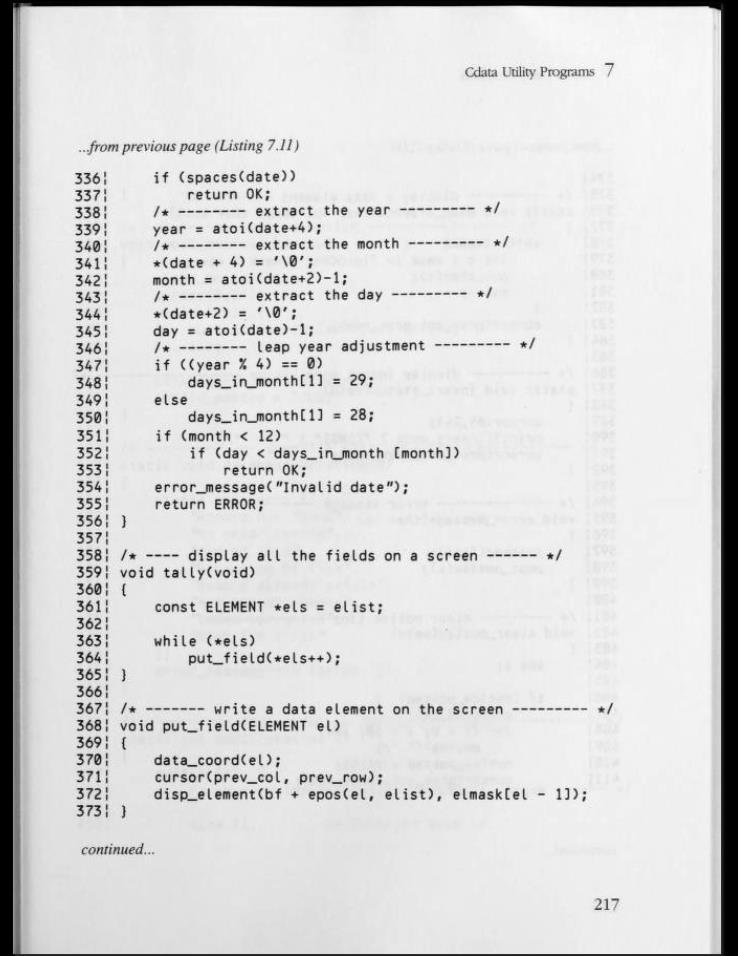 Cdata Utility Programs 7
...from previous page (Listing 7.11)
336¦     if (spaces(date))
337¦         return OK;
338¦     /* -------- extract the year --------- */
339¦     year = atoi(date+4);
340¦     /* -------- extract the month --------- */
341¦     *(date + 4) = '\0';
342¦     month = atoi(date+2)-1;
343¦     /* -------- extract the day --------- */
344¦     *(date+2) = '\0';
345¦     day = atoi(date)-1;
346¦     /* -------- leap year adjustment --------- */
347¦     if ((year % 4) == 0)
348¦         days_in_month[1] = 29;
349¦     else
350¦         days_in_month[1] = 28;
351¦     if (month < 12)
352¦         if (day < days_in_month [month])
353¦             return OK;
354¦     error_message("Invalid date");
355¦     return ERROR;
356¦ }
357¦
358¦ /* ---- display all the fields on a screen ------ */
359¦ void tally(void)
360¦ {
361¦     const ELEMENT *els = elist;
362¦
363¦     while (*els)
364¦         put_field(*els++);
365¦ }
366¦
367¦ /* ------- write a data element on the screen --------- */
368¦ void put_field(ELEMENT el)
369¦ {
370¦     data_coord(el);
371¦     cursor(prev_col, prev_row);
372¦     disp_element(bf + epos(el, elist), elmask[el - 1]);
373¦ }
continued...
217